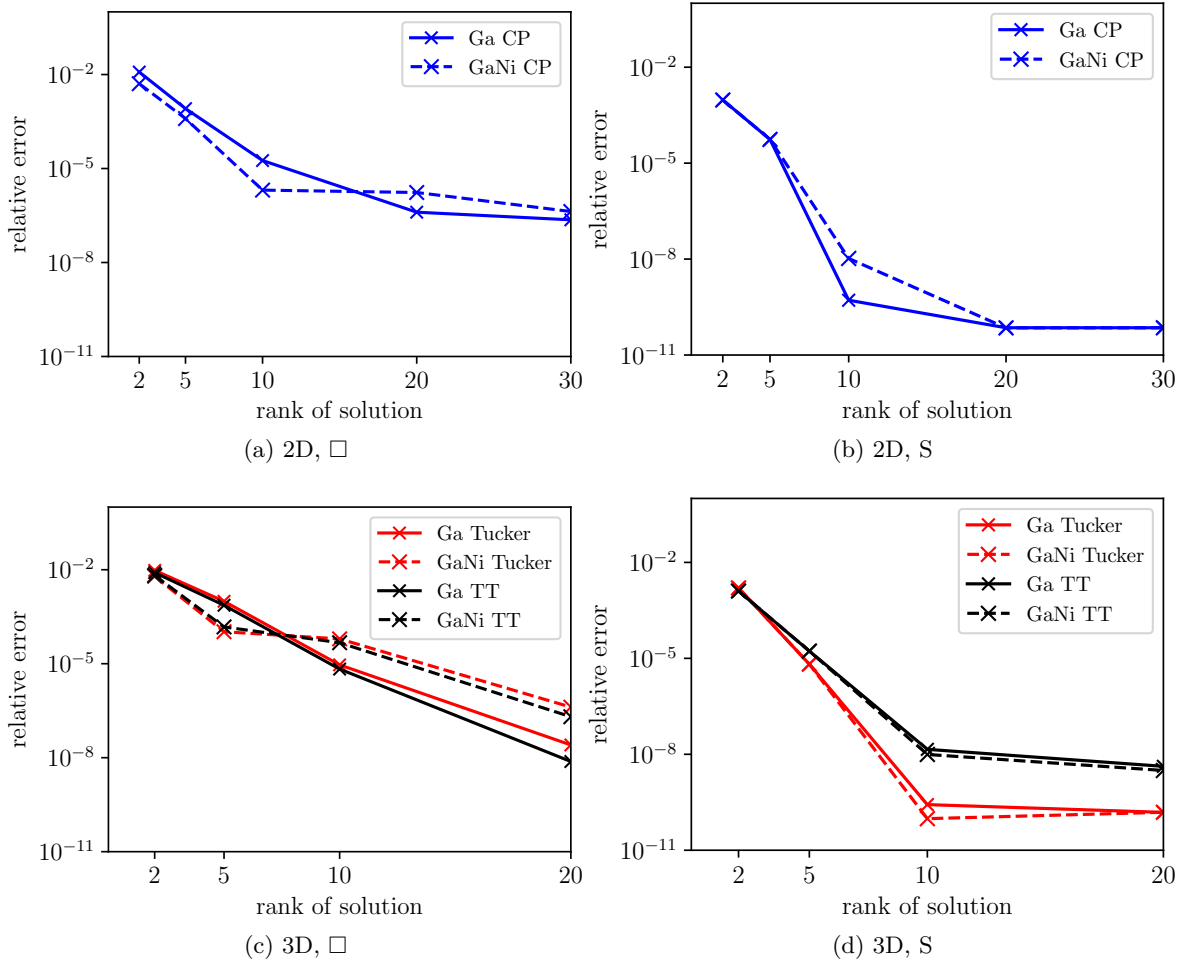 Ga CP
GaNi CP
10⁻²
10⁻⁵
10⁻⁸
10⁻¹¹
relative error
2 5 10 20 30
rank of solution
(a) 2D, □
Ga CP
GaNi CP
10⁻²
10⁻⁵
10⁻⁸
10⁻¹¹
relative error
2 5 10 20 30
rank of solution
(b) 2D, S
Ga Tucker
GaNi Tucker
Ga TT
GaNi TT
10⁻²
10⁻⁵
10⁻⁸
10⁻¹¹
relative error
2 5 10 20
rank of solution
(c) 3D, □
Ga Tucker
GaNi Tucker
Ga TT
GaNi TT
10⁻²
10⁻⁵
10⁻⁸
10⁻¹¹
relative error
2 5 10 20
rank of solution
(d) 3D, S